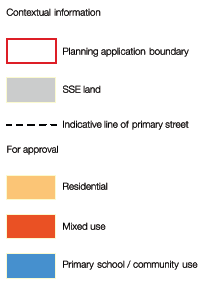 Contextual information
Planning application boundary
SSE land
Indicative line of primary street
For approval
Residential
Mixed use
Primary school / community use